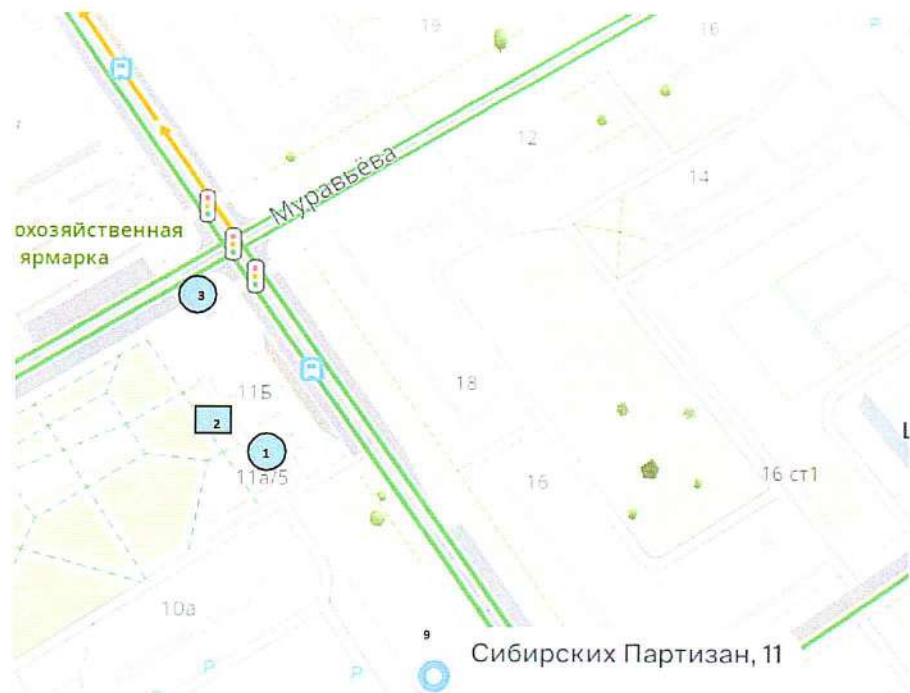 19
16
12
Муравьёва
14
охозяйственная
ярмарка
3
11Б
18
2
1
11а/5
16
16 ст1
10а
9
Сибирских Партизан, 11
P
P
P